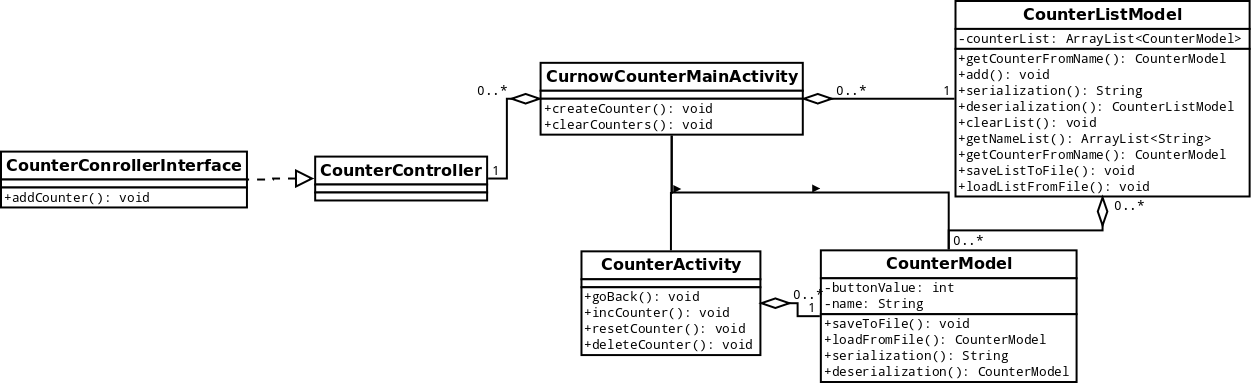 CounterListModel
-counterList: ArrayList<CounterModel>
+getCounterFromName(): CounterModel
+add(): void
+serialization(): String
+deserialization(): CounterListModel
+clearList(): void
+getNameList(): ArrayList<String>
+getCounterFromName(): CounterModel
+saveListToFile(): void
+loadListFromFile(): void
CurnowCounterMainActivity
+createCounter(): void
+clearCounters(): void
0..*
0..*
1
CounterConrollerInterface
+addCounter(): void
CounterController
1
0..*
0..*
CounterActivity
+goBack(): void
+incCounter(): void
+resetCounter(): void
+deleteCounter(): void
0..*
1
CounterModel
-buttonValue: int
-name: String
+saveToFile(): void
+loadFromFile(): CounterModel
+serialization(): String
+deserialization(): CounterModel